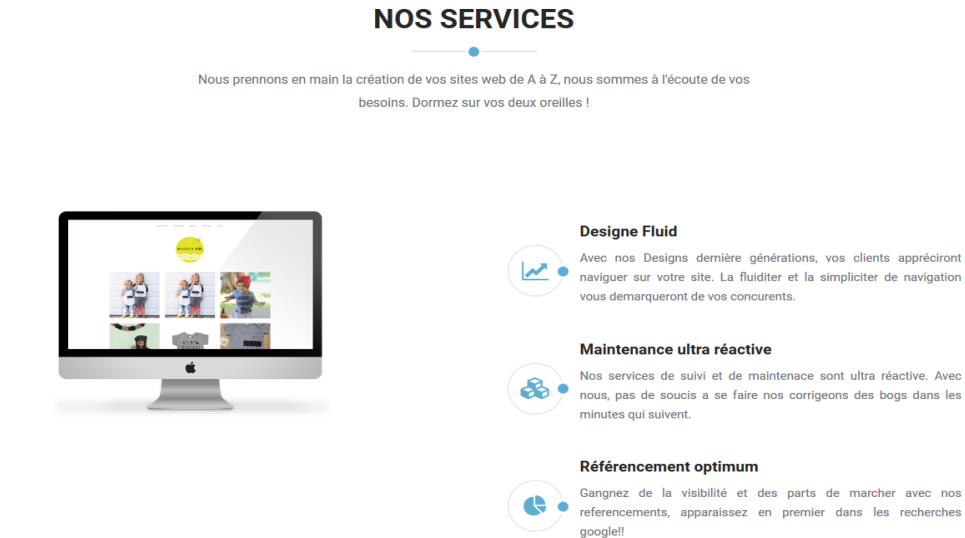 NOS SERVICES
Nous prennons en main la création de vos sites web de A à Z, nous sommes à l'écoute de vos
besoins. Dormez sur vos deux oreilles !
Designe Fluid
Avec nos Designs dernière générations, vos clients appréciront
naviguer sur votre site. La fluiditer et la simpliciter de navigation
vous demarqueront de vos concurents.
Maintenance ultra réactive
Nos services de suivi et de maintenace sont ultra réactive. Avec
nous, pas de soucis a se faire nos corrigeons des bogs dans les
minutes qui suivent.
Référencement optimum
Gangnez de la visibilité et des parts de marcher avec nos
referencements, apparaissez en premier dans les recherches
google!!